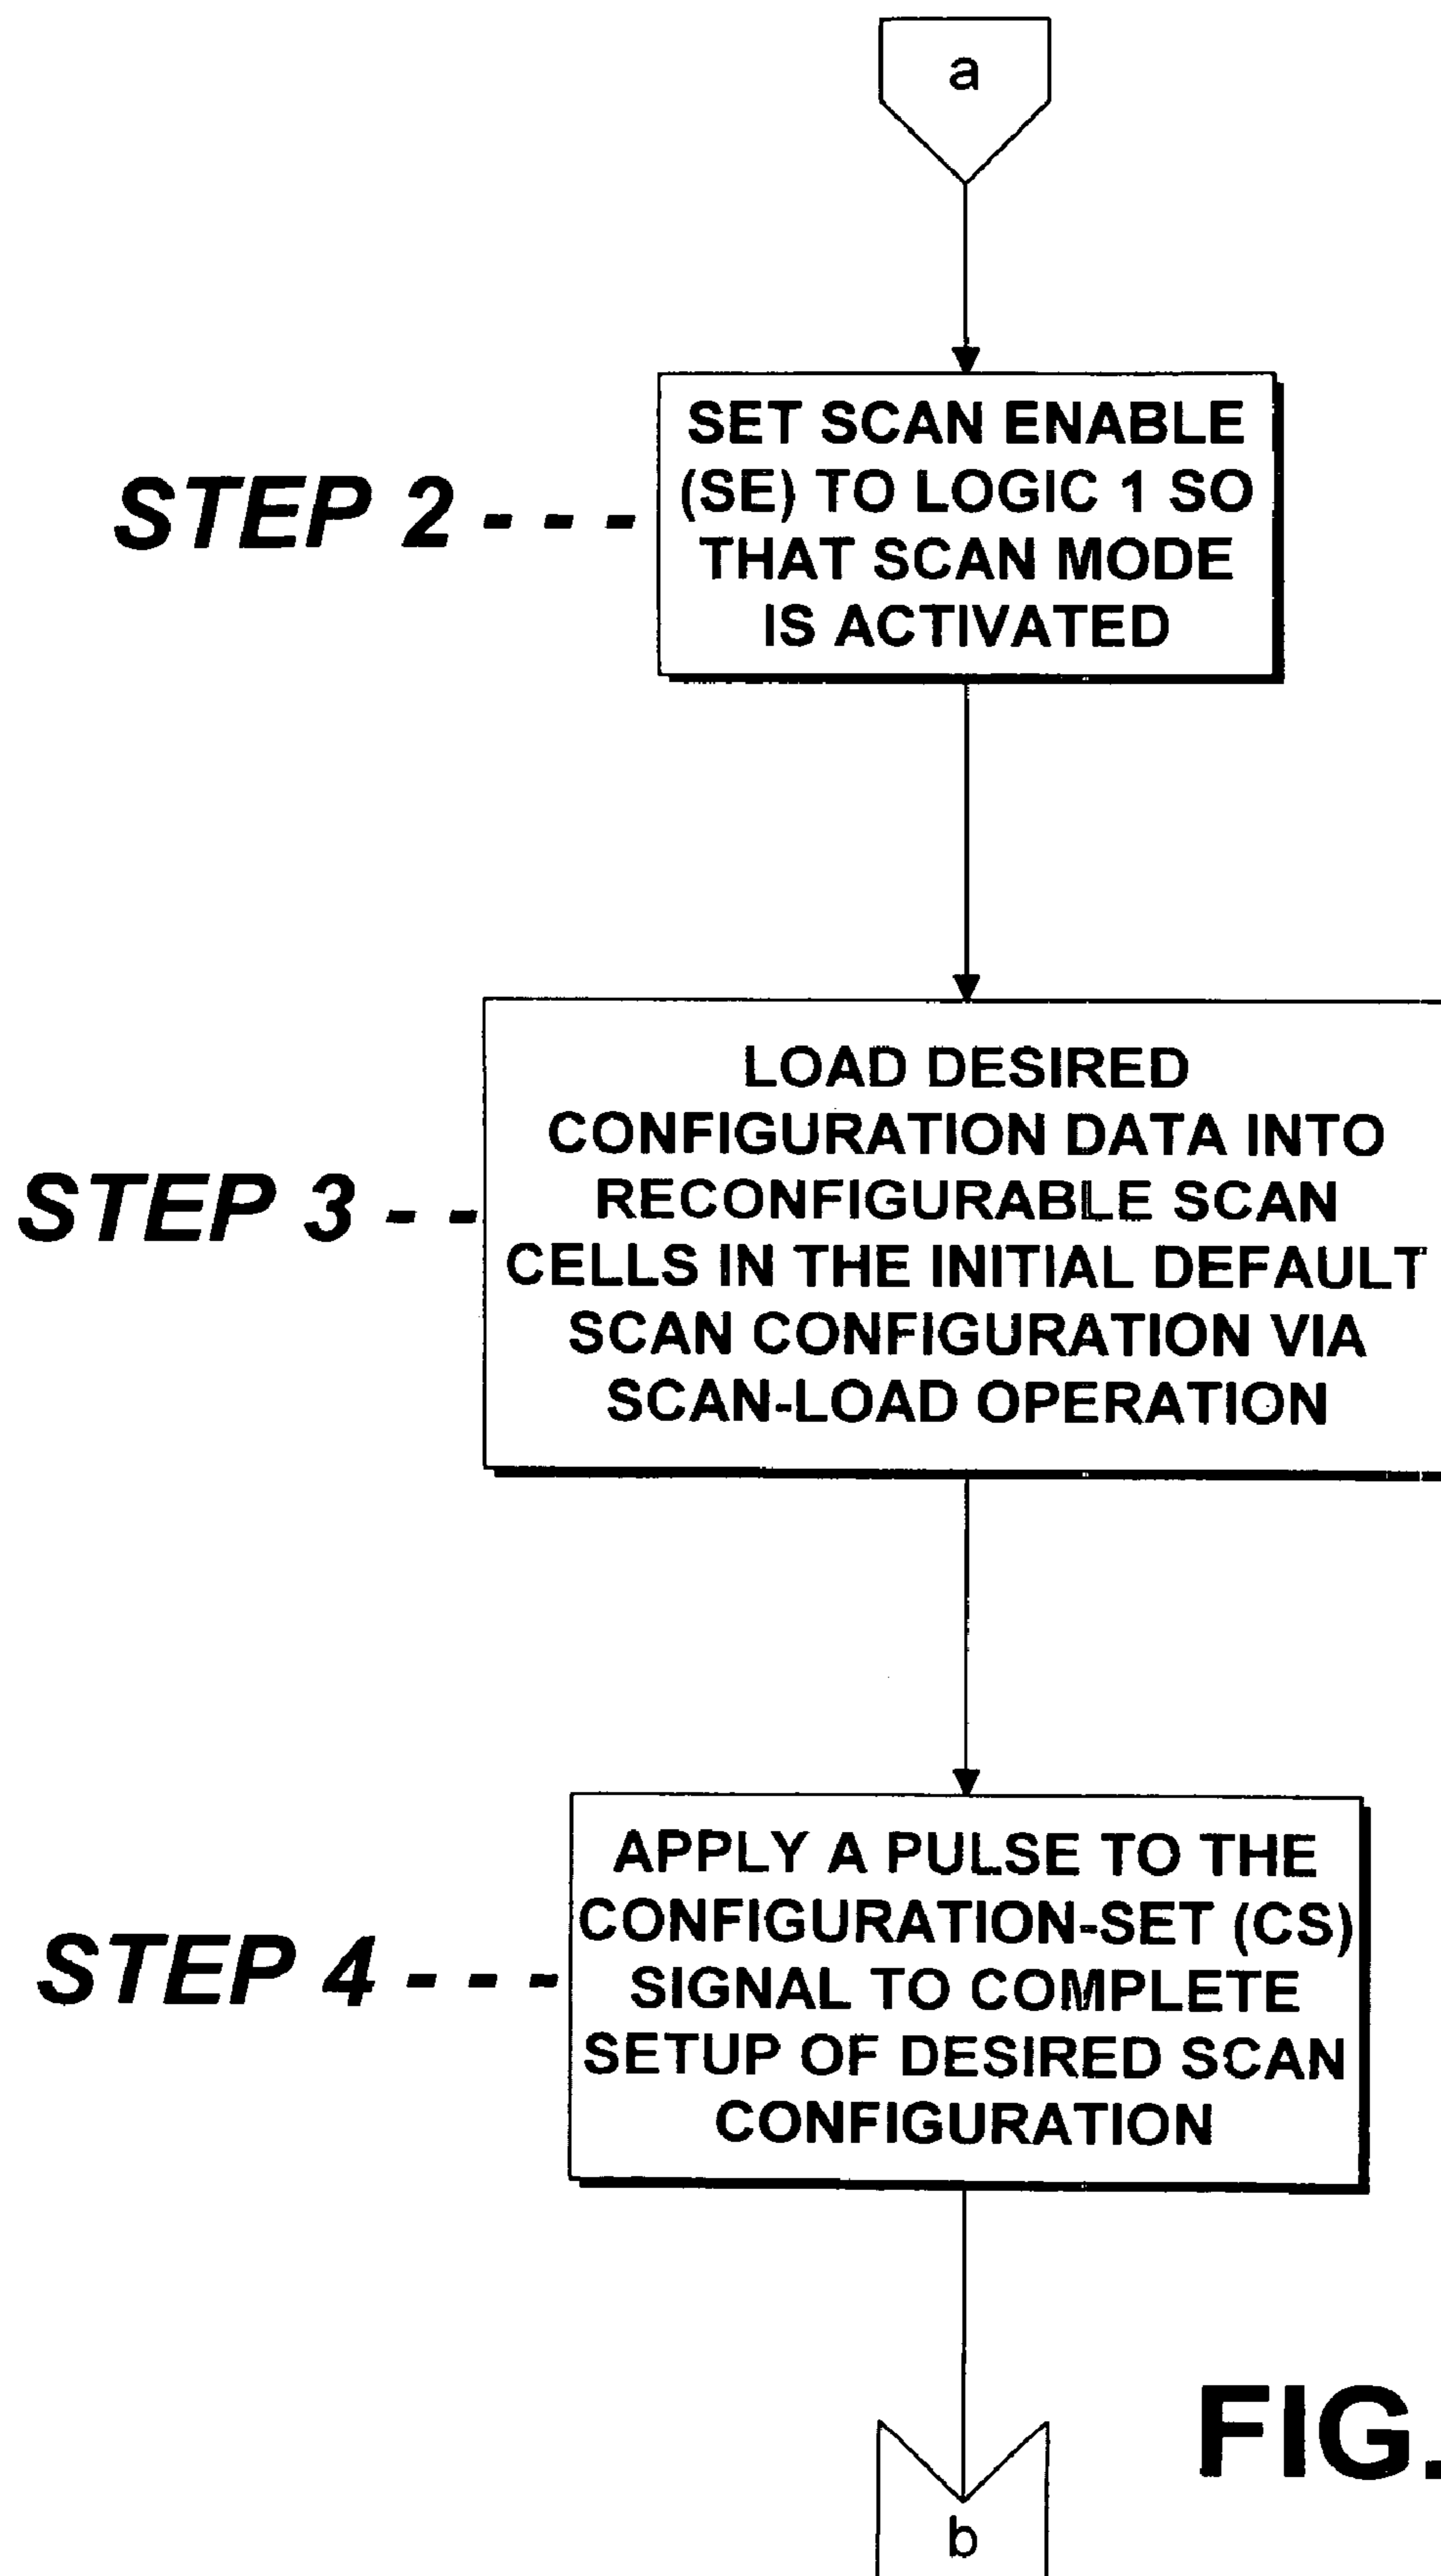 a
SET SCAN ENABLE
(SE) TO LOGIC 1 SO
THAT SCAN MODE
IS ACTIVATED
STEP 2 - - -
LOAD DESIRED
CONFIGURATION DATA INTO
RECONFIGURABLE SCAN
CELLS IN THE INITIAL DEFAULT
SCAN CONFIGURATION VIA
SCAN-LOAD OPERATION
STEP 3 - -
APPLY A PULSE TO THE
CONFIGURATION-SET (CS)
SIGNAL TO COMPLETE
SETUP OF DESIRED SCAN
CONFIGURATION
STEP 4 - - -
FIG.
b